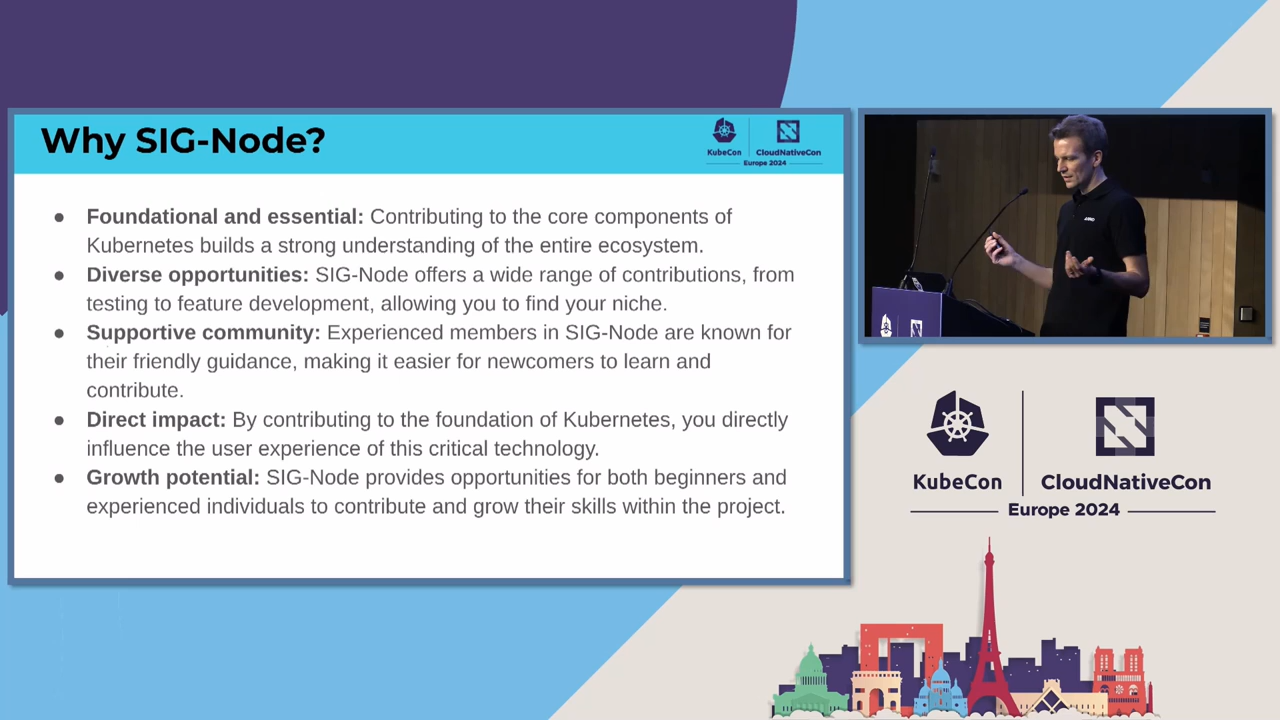 Why SIG-Node?
KubeCon
CloudNativeCon
Europe 2024
● Foundational and essential: Contributing to the core components of
Kubernetes builds a strong understanding of the entire ecosystem.
● Diverse opportunities: SIG-Node offers a wide range of contributions, from
testing to feature development, allowing you to find your niche.
● Supportive community: Experienced members in SIG-Node are known for
their friendly guidance, making it easier for newcomers to learn and
contribute.
● Direct impact: By contributing to the foundation of Kubernetes, you directly
influence the user experience of this critical technology.
● Growth potential: SIG-Node provides opportunities for both beginners and
experienced individuals to contribute and grow their skills within the project.
KubeCon
CloudNativeCon
Europe 2024